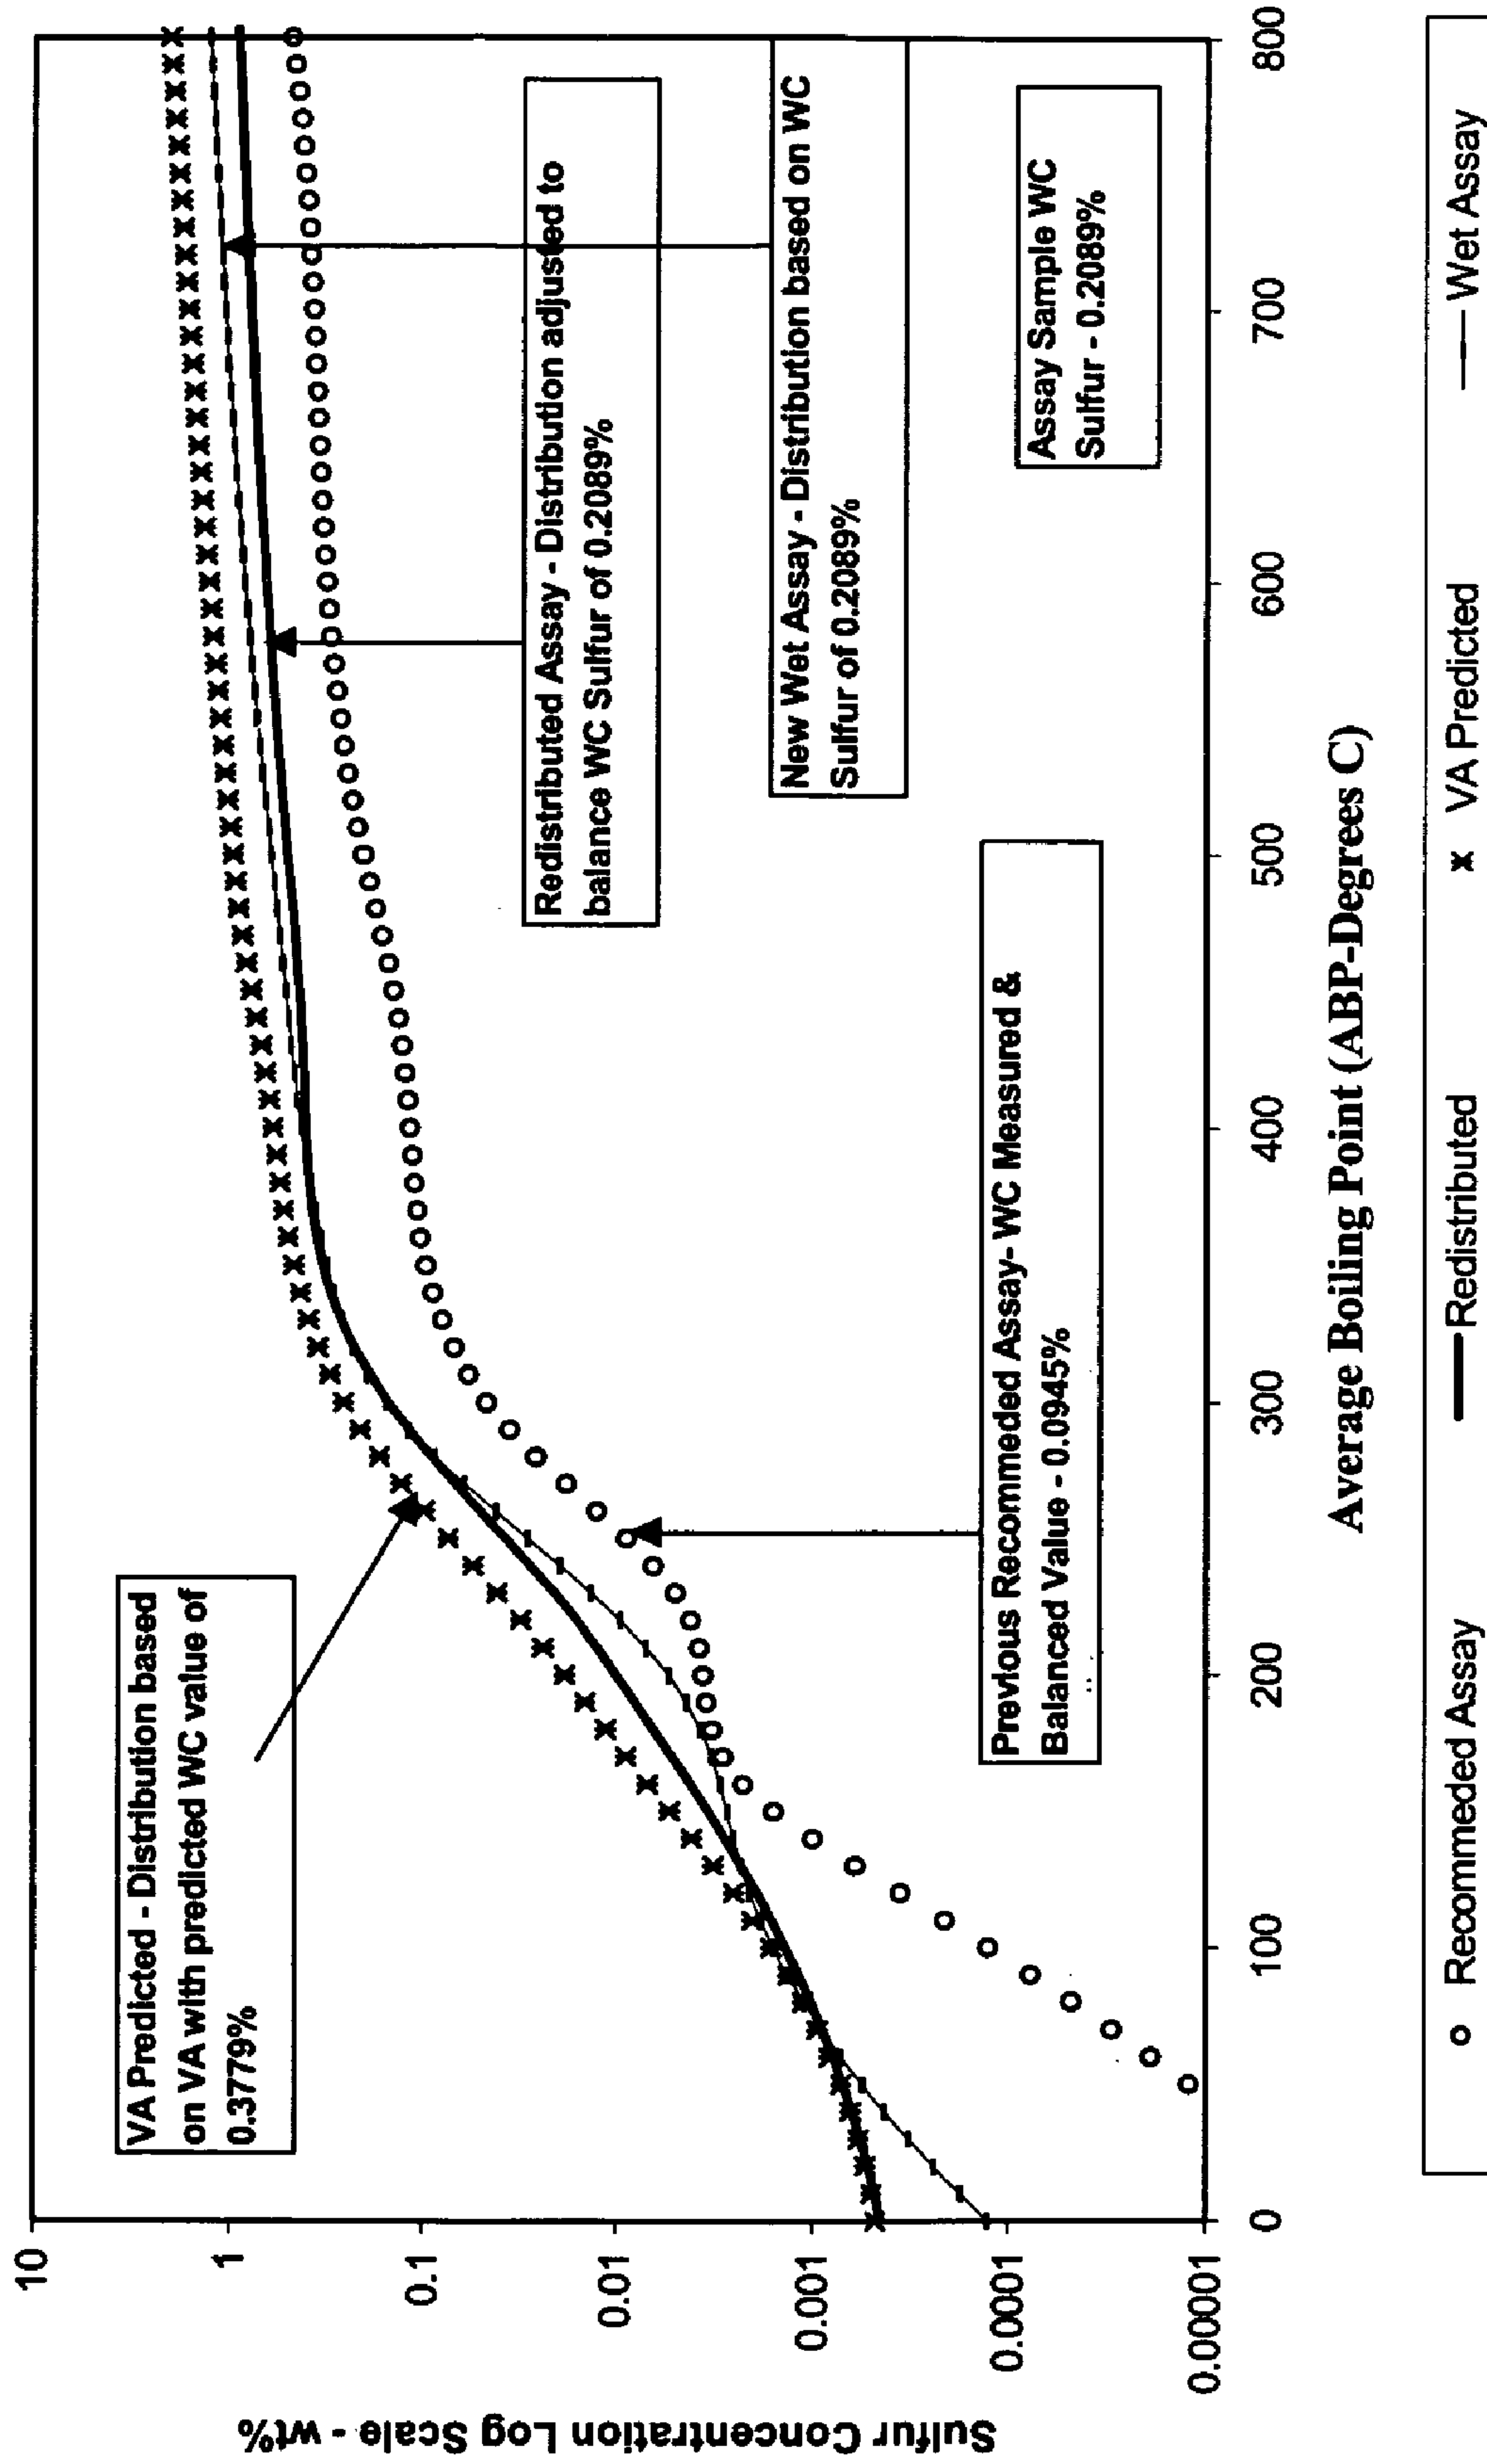 Sulfur Concentration Log Scale - wt%
10
1
0.1
0.01
0.001
0.0001
0.00001
VA Predicted - Distribution based
on VA with predicted WC value of
0.3779%
Redistributed Assay - Distribution adjusted to
balance WC Sulfur of 0.2089%
New Wet Assay - Distribution based on WC
Sulfur of 0.2089%
Previous Recommeded Assay- WC Measured &
Balanced Value - 0.0945%
Assay Sample WC
Sulfur - 0.2089%
0 100 200 300 400 500 600 700 800
Average Boiling Point (ABP-Degrees C)
Recommeded Assay Redistributed VA Predicted Wet Assay